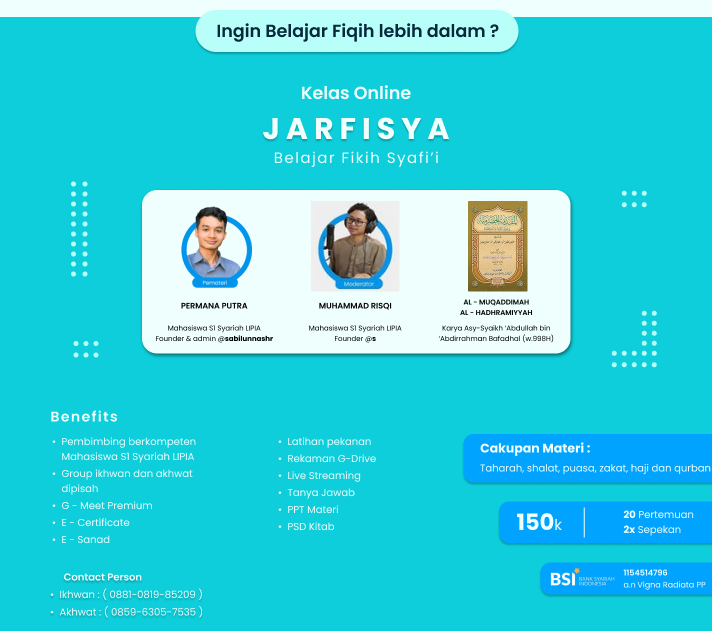 Ingin Belajar Fiqih lebih dalam ?
Kelas Online
JARFISYA
Belajar Fikih Syafi'i
Pemateri
Moderator
PERMANA PUTRA
Mahasiswa S1 Syariah LIPIA
Founder & admin @sabilunnashr
MUHAMMAD RISQI
Mahasiswa S1 Syariah LIPIA
Founder @s
AL - MUQADDIMAH
AL - HADHRAMIYYAH
Karya Asy-Syaikh 'Abdullah bin
'Abdirrahman Bafadhal (w.998H)
Benefits
• Pembimbing berkompeten
Mahasiswa S1 Syariah LIPIA
• Group ikhwan dan akhwat
dipisah
• G - Meet Premium
• E - Certificate
• E - Sanad
• Latihan pekanan
• Rekaman G-Drive
• Live Streaming
• Tanya Jawab
• PPT Materi
• PSD Kitab
Cakupan Materi :
Taharah, shalat, puasa, zakat, haji dan qurban
150k
20 Pertemuan
2x Sepekan
BSI BANK SYARIAH
INDONESIA
1154514796
a.n Vigna Radiata PP
Contact Person
• Ikhwan : ( 0881-0819-85209 )
• Akhwat : ( 0859-6305-7535 )